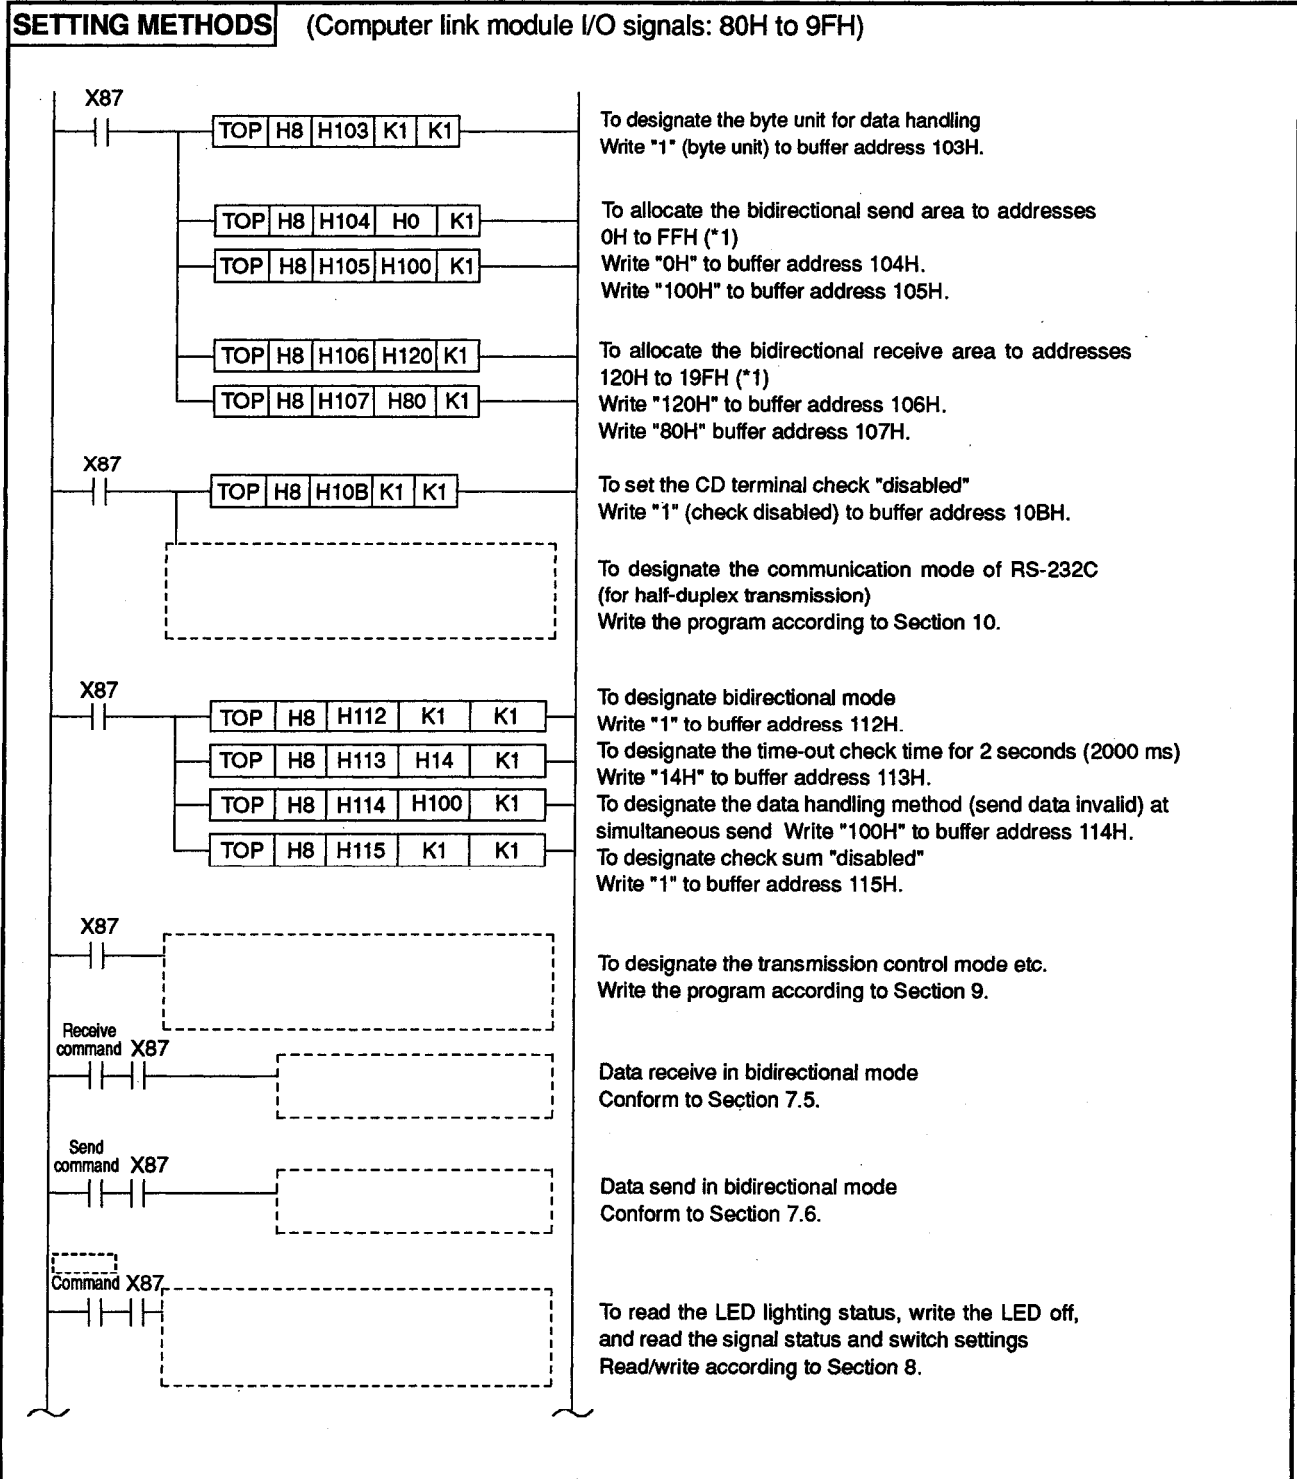 SETTING METHODS (Computer link module I/O signals: 80H to 9FH)
X87
TOP H8 H103 K1 K1
To designate the byte unit for data handling
Write "1" (byte unit) to buffer address 103H.
TOP H8 H104 H0 K1
To allocate the bidirectional send area to addresses
0H to FFH (*1)
TOP H8 H105 H100 K1
Write "0H" to buffer address 104H.
Write "100H" to buffer address 105H.
TOP H8 H106 H120 K1
To allocate the bidirectional receive area to addresses
120H to 19FH (*1)
TOP H8 H107 H80 K1
Write "120H" to buffer address 106H.
Write "80H" buffer address 107H.
X87
TOP H8 H10B K1 K1
To set the CD terminal check "disabled"
Write "1" (check disabled) to buffer address 10BH.
To designate the communication mode of RS-232C
(for half-duplex transmission)
Write the program according to Section 10.
X87
TOP H8 H112 K1 K1
To designate bidirectional mode
Write "1" to buffer address 112H.
TOP H8 H113 H14 K1
To designate the time-out check time for 2 seconds (2000 ms)
Write "14H" to buffer address 113H.
TOP H8 H114 H100 K1
To designate the data handling method (send data invalid) at
simultaneous send Write "100H" to buffer address 114H.
TOP H8 H115 K1 K1
To designate check sum "disabled"
Write "1" to buffer address 115H.
X87
To designate the transmission control mode etc.
Write the program according to Section 9.
Receive
command X87
Data receive in bidirectional mode
Conform to Section 7.5.
Send
command X87
Data send in bidirectional mode
Conform to Section 7.6.
Command X87
To read the LED lighting status, write the LED off,
and read the signal status and switch settings
Read/write according to Section 8.